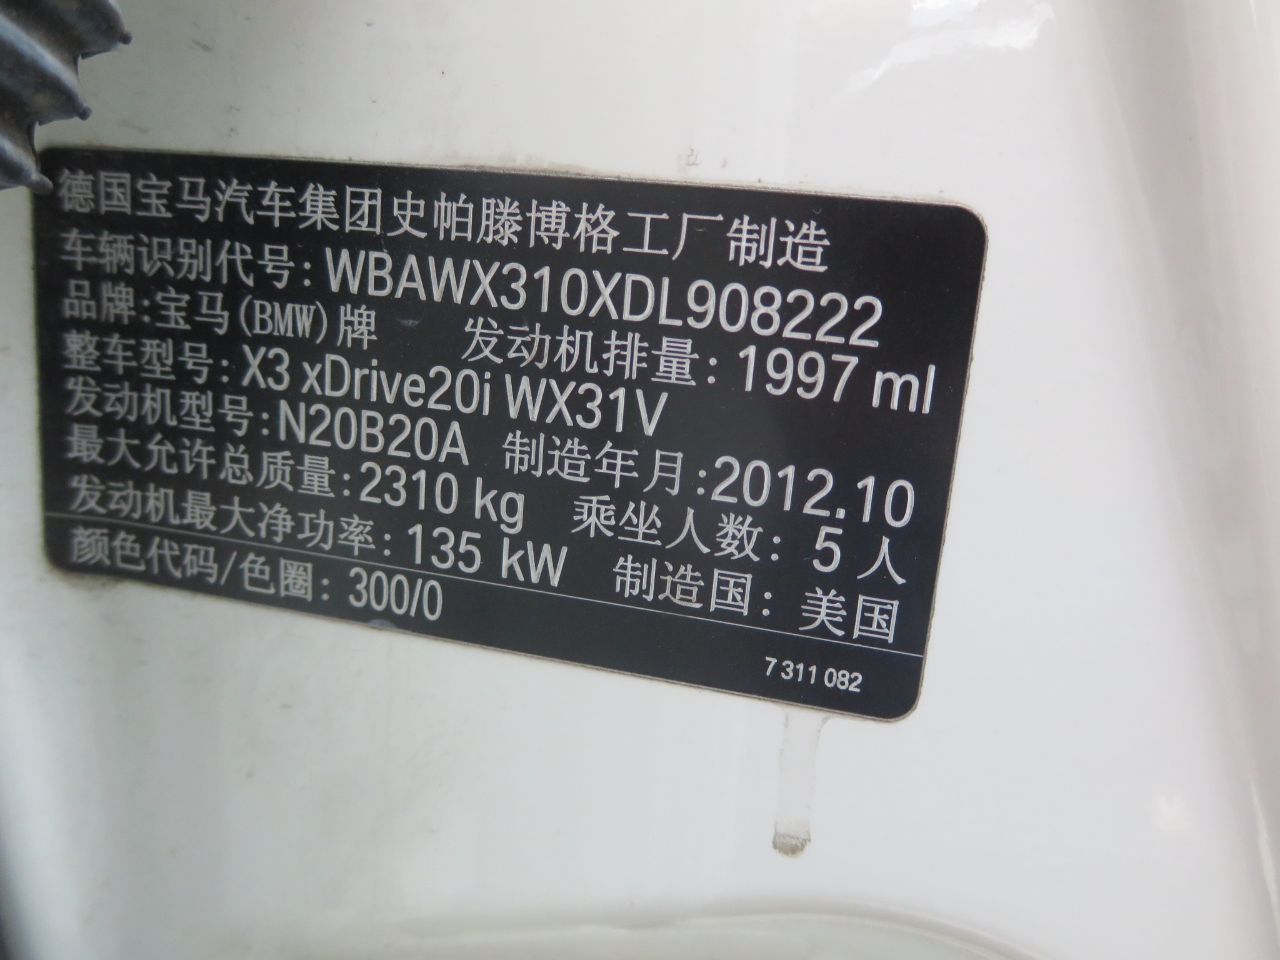 德国宝马汽车集团史帕滕博格工厂制造
车辆识别代号: WBAWX310XDL908222
品牌: 宝马(BMW)牌 发动机排量: 1997 ml
整车型号: X3 xDrive20i WX31V
发动机型号: N20B20A 制造年月: 2012.10
最大允许总质量: 2310 kg 乘坐人数: 5 人
发动机最大净功率: 135 kW 制造国: 美国
颜色代码/色圈: 300/0
7 311 082